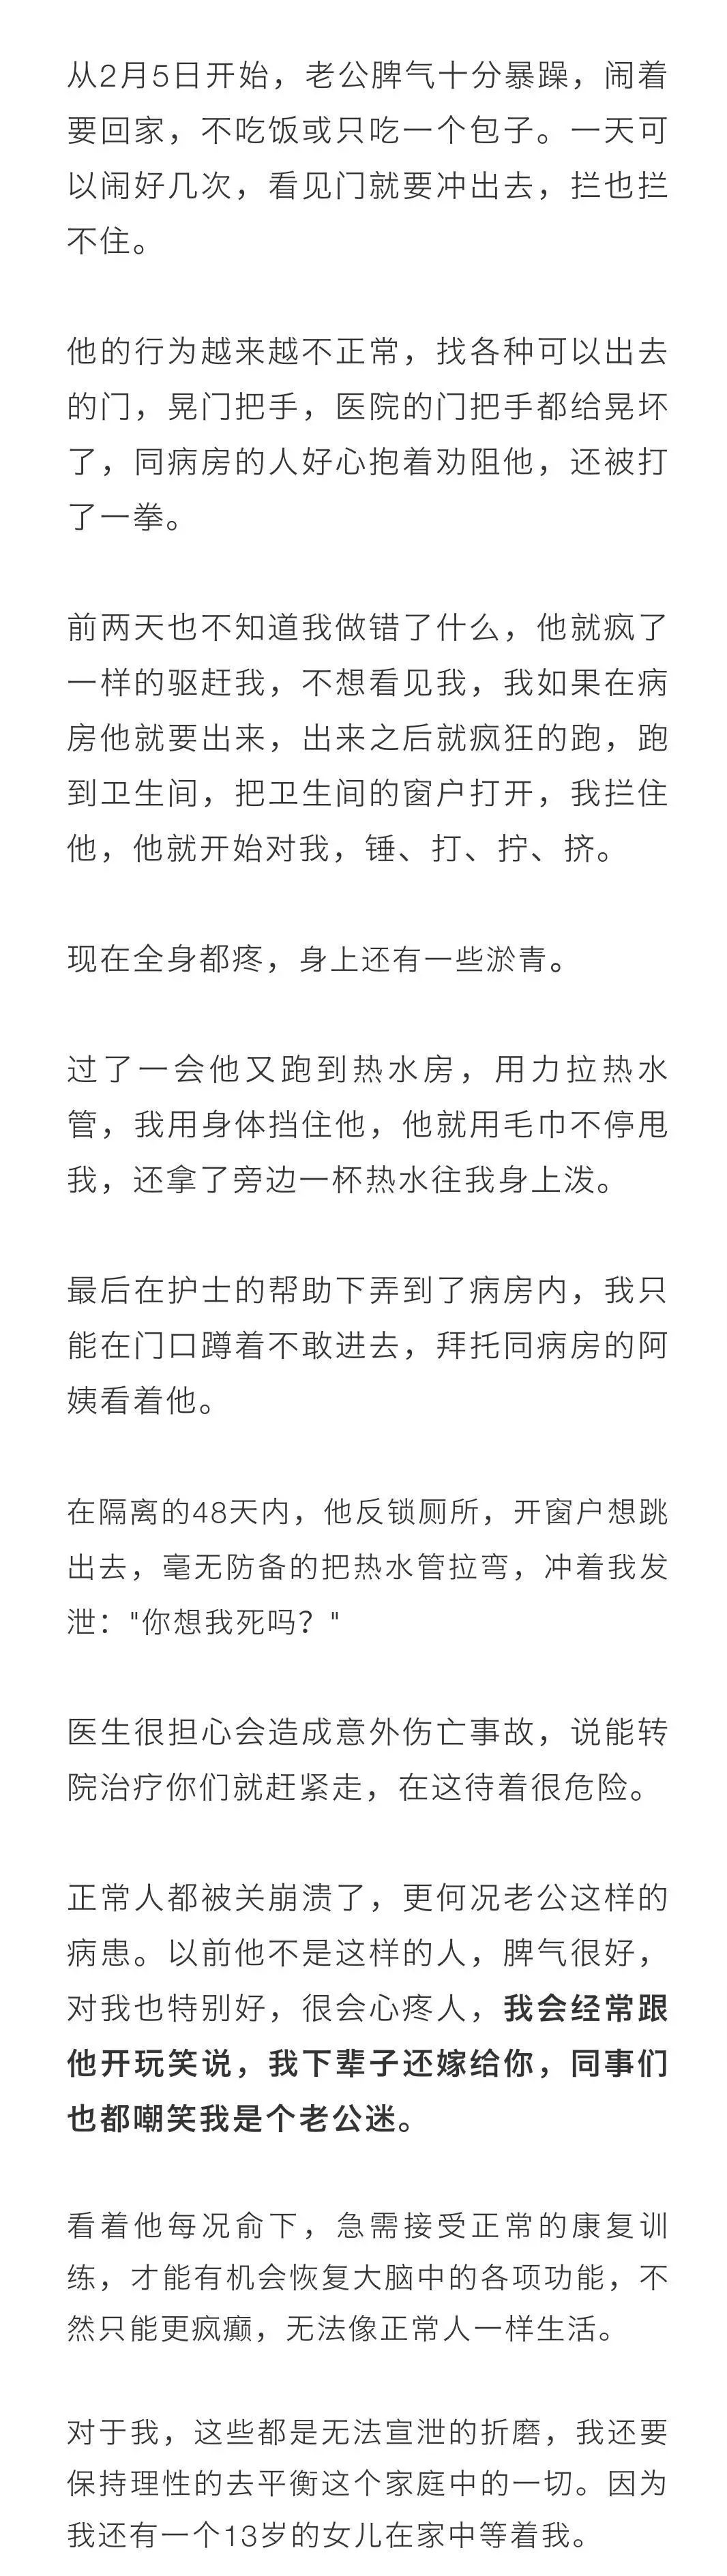 从2月5日开始，老公脾气十分暴躁，闹着
要回家，不吃饭或只吃一个包子。一天可
以闹好几次，看见门就要冲出去，拦也拦
不住。
他的行为越来越不正常，找各种可以出去
的门，晃门把手，医院的门把手都给晃坏
了，同病房的人好心抱着劝阻他，还被打
了一拳。
前两天也不知道我做错了什么，他就疯了
一样的驱赶我，不想看见我，我如果在病
房他就要出来，出来之后就疯狂的跑，跑
到卫生间，把卫生间的窗户打开，我拦住
他，他就开始对我，锤、打、拧、挤。
现在全身都疼，身上还有一些淤青。
过了一会他又跑到热水房，用力拉热水
管，我用身体挡住他，他就用毛巾不停甩
我，还拿了旁边一杯热水往我身上泼。
最后在护士的帮助下弄到了病房内，我只
能在门口蹲着不敢进去，拜托同病房的阿
姨看着他。
在隔离的48天内，他反锁厕所，开窗户想跳
出去，毫无防备的把热水管拉弯，冲着我发
泄："你想我死吗？"
医生很担心会造成意外伤亡事故，说能转
院治疗你们就赶紧走，在这待着很危险。
正常人都被关崩溃了，更何况老公这样的
病患。以前他不是这样的人，脾气很好，
对我也特别好，很会心疼人，我会经常跟
他开玩笑说，我下辈子还嫁给你，同事们
也都嘲笑我是个老公迷。
看着他每况俞下，急需接受正常的康复训
练，才能有机会恢复大脑中的各项功能，不
然只能更疯癫，无法像正常人一样生活。
对于我，这些都是无法宣泄的折磨，我还要
保持理性的去平衡这个家庭中的一切。因为
我还有一个13岁的女儿在家中等着我。